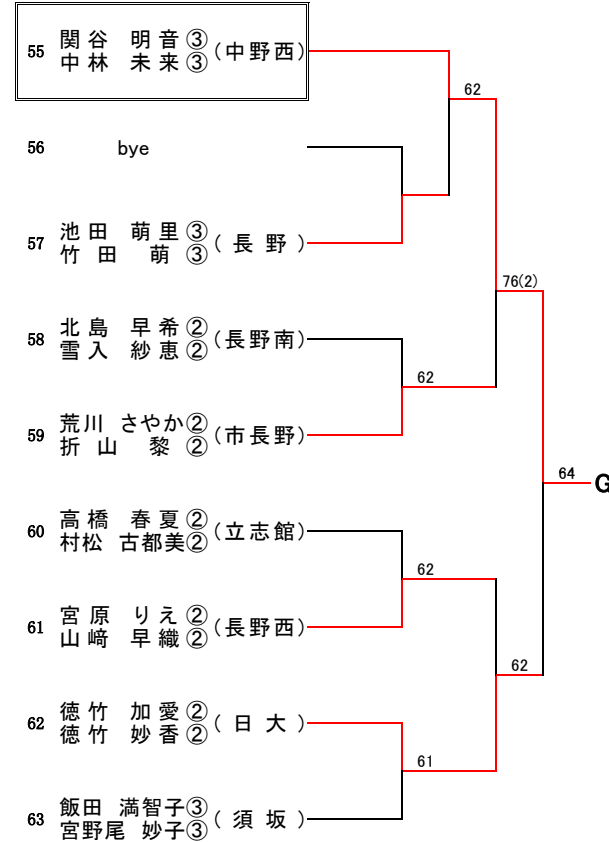 55 関谷 明音③ (中野西)
中林 未来③
62
56 bye
57 池田 萌里③ (長野)
竹田 萌③
76(2)
58 北島 早希② (長野南)
雪入 紗恵②
62
59 荒川 さやか② (市長野)
折山 黎②
64 G
60 高橋 春夏② (立志館)
村松 古都美②
62
61 宮原 りえ② (長野西)
山﨑 早織②
62
62 徳竹 加愛② (日大)
徳竹 妙香②
61
63 飯田 満智子③ (須坂)
宮野尾 妙子③